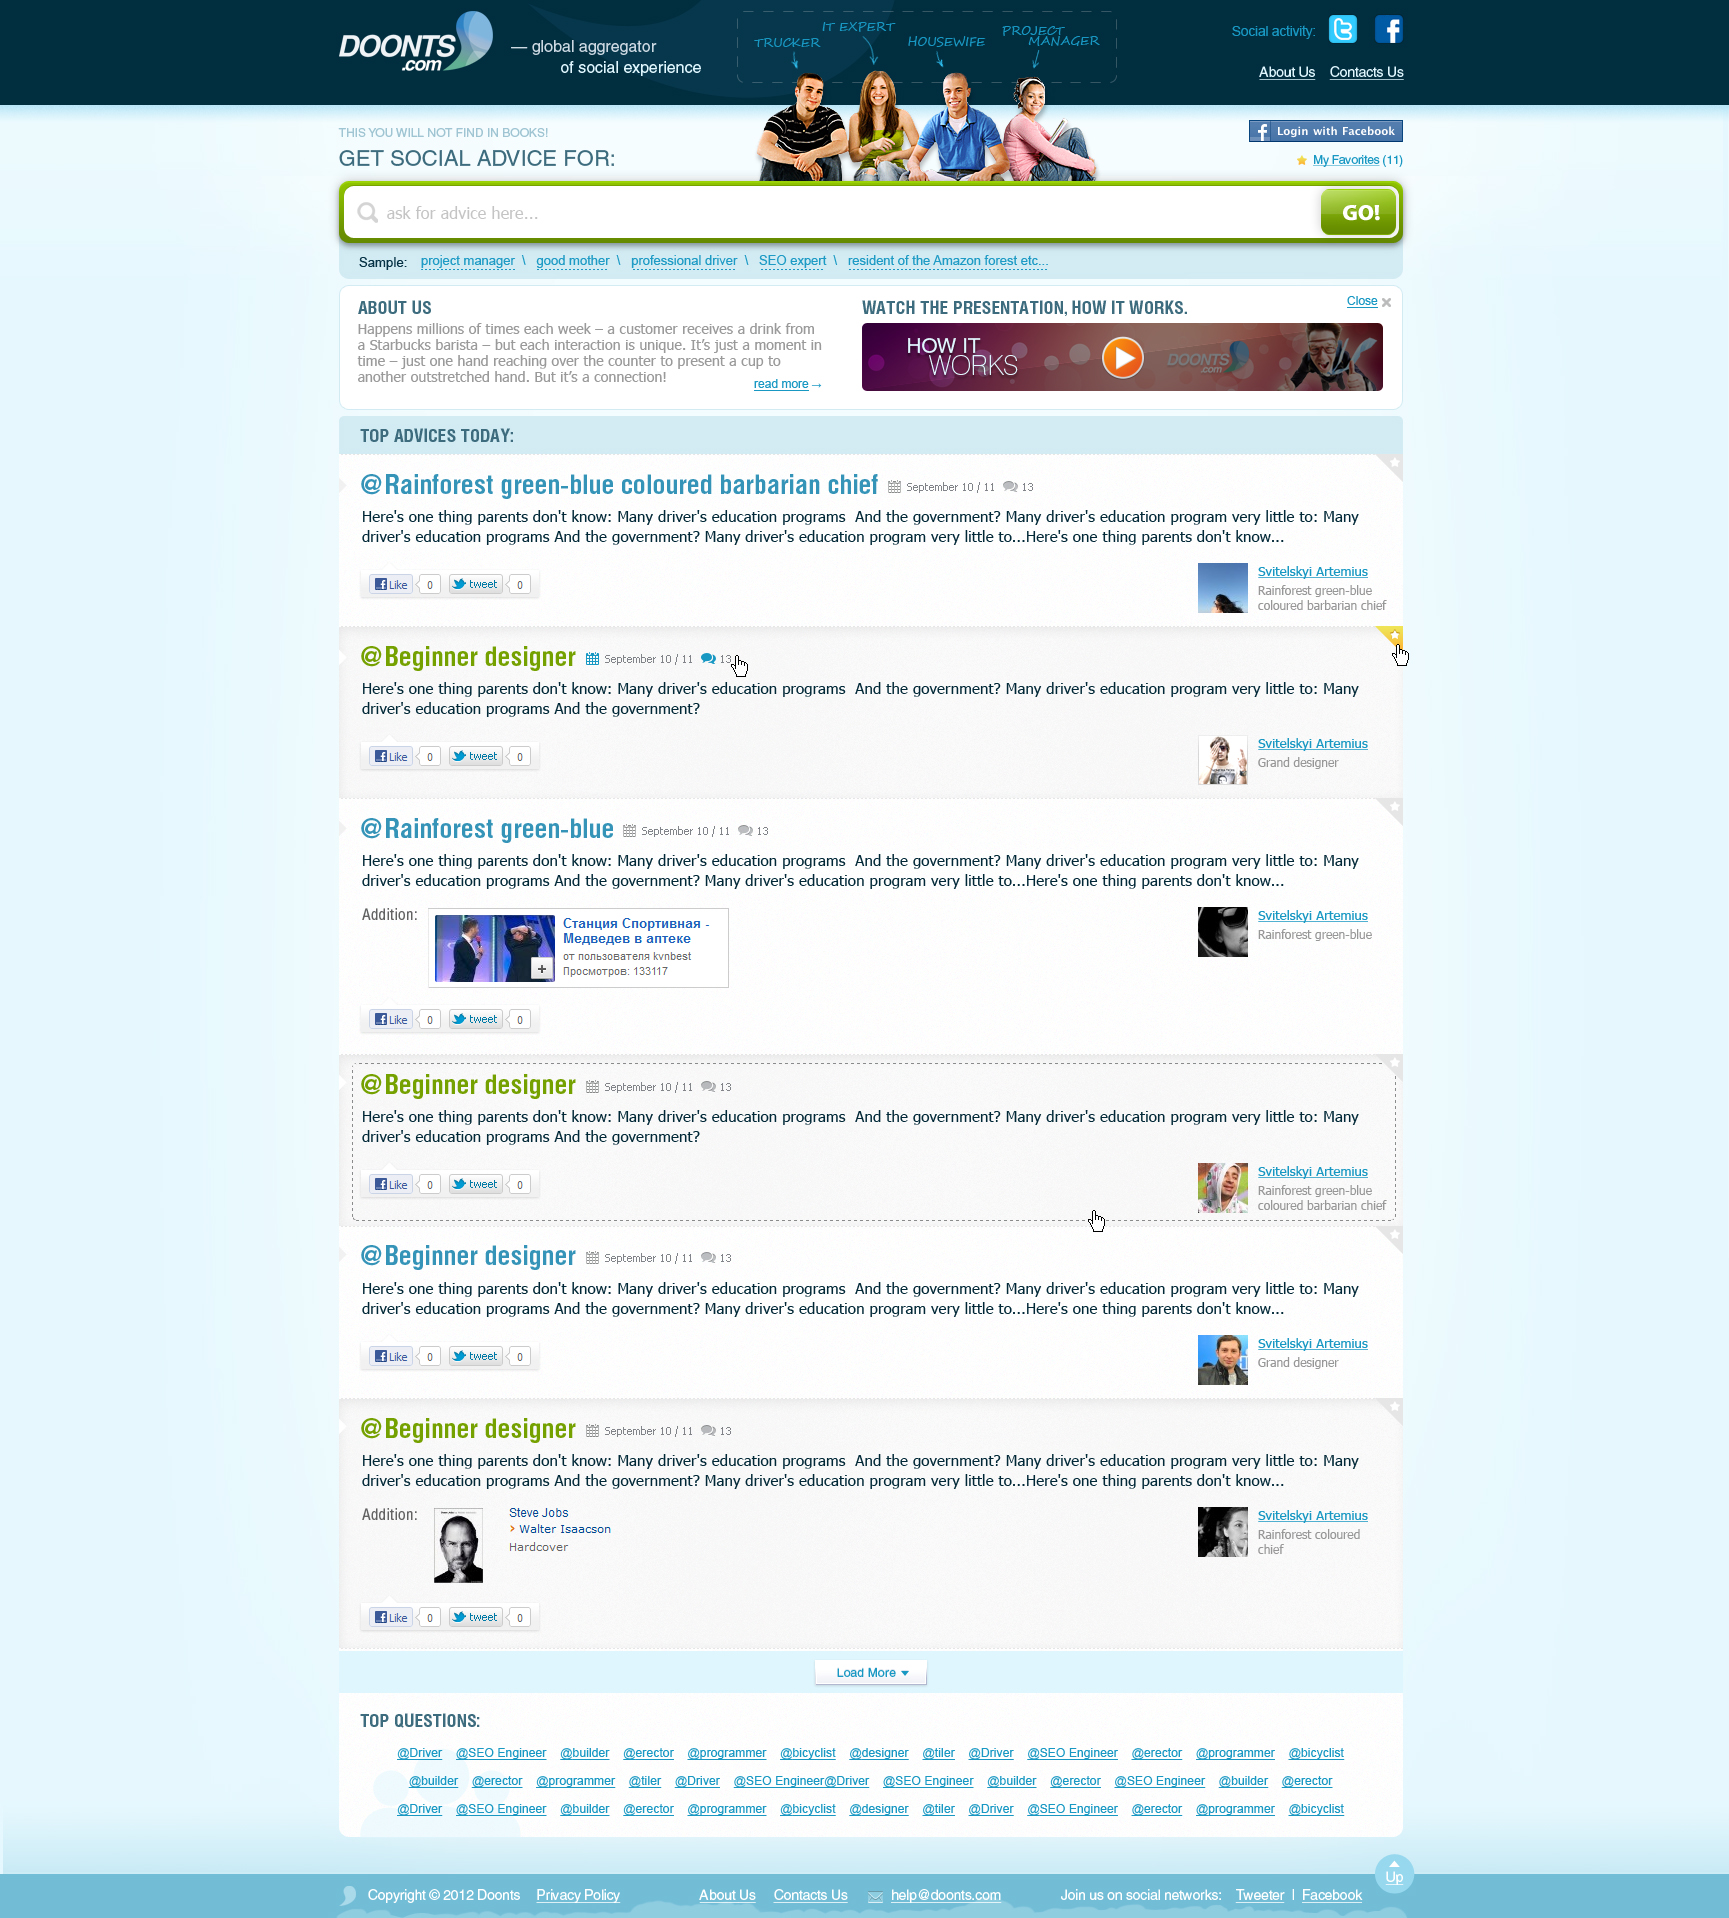 DOONTS
.com
— global aggregator
of social experience
TRUCKER
IT EXPERT
HOUSEWIFE
PROJECT
MANAGER
Social activity:
About Us Contacts Us
THIS YOU WILL NOT FIND IN BOOKS!
GET SOCIAL ADVICE FOR:
Login with Facebook
My Favorites (11)
ask for advice here...
GO!
Sample: project manager \ good mother \ professional driver \ SEO expert \ resident of the Amazon forest etc...
ABOUT US
Happens millions of times each week – a customer receives a drink from
a Starbucks barista – but each interaction is unique. It's just a moment in
time – just one hand reaching over the counter to present a cup to
another outstretched hand. But it's a connection!
read more →
WATCH THE PRESENTATION, HOW IT WORKS.
Close
HOW IT
WORKS
DOONTS
.com
TOP ADVICES TODAY:
@Rainforest green-blue coloured barbarian chief September 10 / 11 13
Here's one thing parents don't know: Many driver's education programs And the government? Many driver's education program very little to: Many
driver's education programs And the government? Many driver's education program very little to...Here's one thing parents don't know...
Like 0 tweet 0
Svitelskyi Artemius
Rainforest green-blue
coloured barbarian chief
@Beginner designer September 10 / 11 13
Here's one thing parents don't know: Many driver's education programs And the government? Many driver's education program very little to: Many
driver's education programs And the government?
Like 0 tweet 0
Svitelskyi Artemius
Grand designer
@Rainforest green-blue September 10 / 11 13
Here's one thing parents don't know: Many driver's education programs And the government? Many driver's education program very little to: Many
driver's education programs And the government? Many driver's education program very little to...Here's one thing parents don't know...
Addition:
Станция Спортивная -
Медведев в аптеке
от пользователя kvnbest
Просмотров: 133117
Svitelskyi Artemius
Rainforest green-blue
Like 0 tweet 0
@Beginner designer September 10 / 11 13
Here's one thing parents don't know: Many driver's education programs And the government? Many driver's education program very little to: Many
driver's education programs And the government?
Like 0 tweet 0
Svitelskyi Artemius
Rainforest green-blue
coloured barbarian chief
@Beginner designer September 10 / 11 13
Here's one thing parents don't know: Many driver's education programs And the government? Many driver's education program very little to: Many
driver's education programs And the government? Many driver's education program very little to...Here's one thing parents don't know...
Like 0 tweet 0
Svitelskyi Artemius
Grand designer
@Beginner designer September 10 / 11 13
Here's one thing parents don't know: Many driver's education programs And the government? Many driver's education program very little to: Many
driver's education programs And the government? Many driver's education program very little to...Here's one thing parents don't know...
Addition:
Steve Jobs
› Walter Isaacson
Hardcover
Svitelskyi Artemius
Rainforest coloured
chief
Like 0 tweet 0
Load More
TOP QUESTIONS:
@Driver @SEO Engineer @builder @erector @programmer @bicyclist @designer @tiler @Driver @SEO Engineer @erector @programmer @bicyclist
@builder @erector @programmer @tiler @Driver @SEO Engineer@Driver @SEO Engineer @builder @erector @SEO Engineer @builder @erector
@Driver @SEO Engineer @builder @erector @programmer @bicyclist @designer @tiler @Driver @SEO Engineer @erector @programmer @bicyclist
Up
Copyright © 2012 Doonts Privacy Policy About Us Contacts Us help@doonts.com Join us on social networks: Tweeter | Facebook